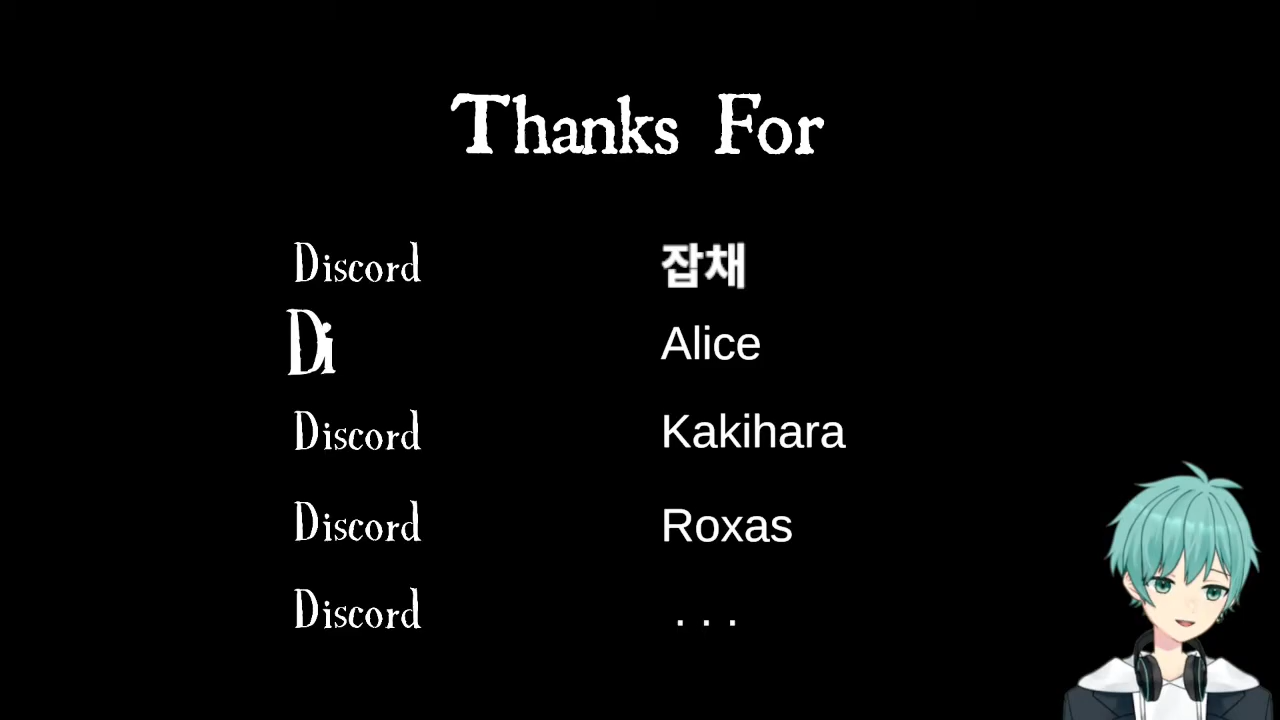 Thanks For
Discord 잡채
Di Alice
Discord Kakihara
Discord Roxas
Discord . . .